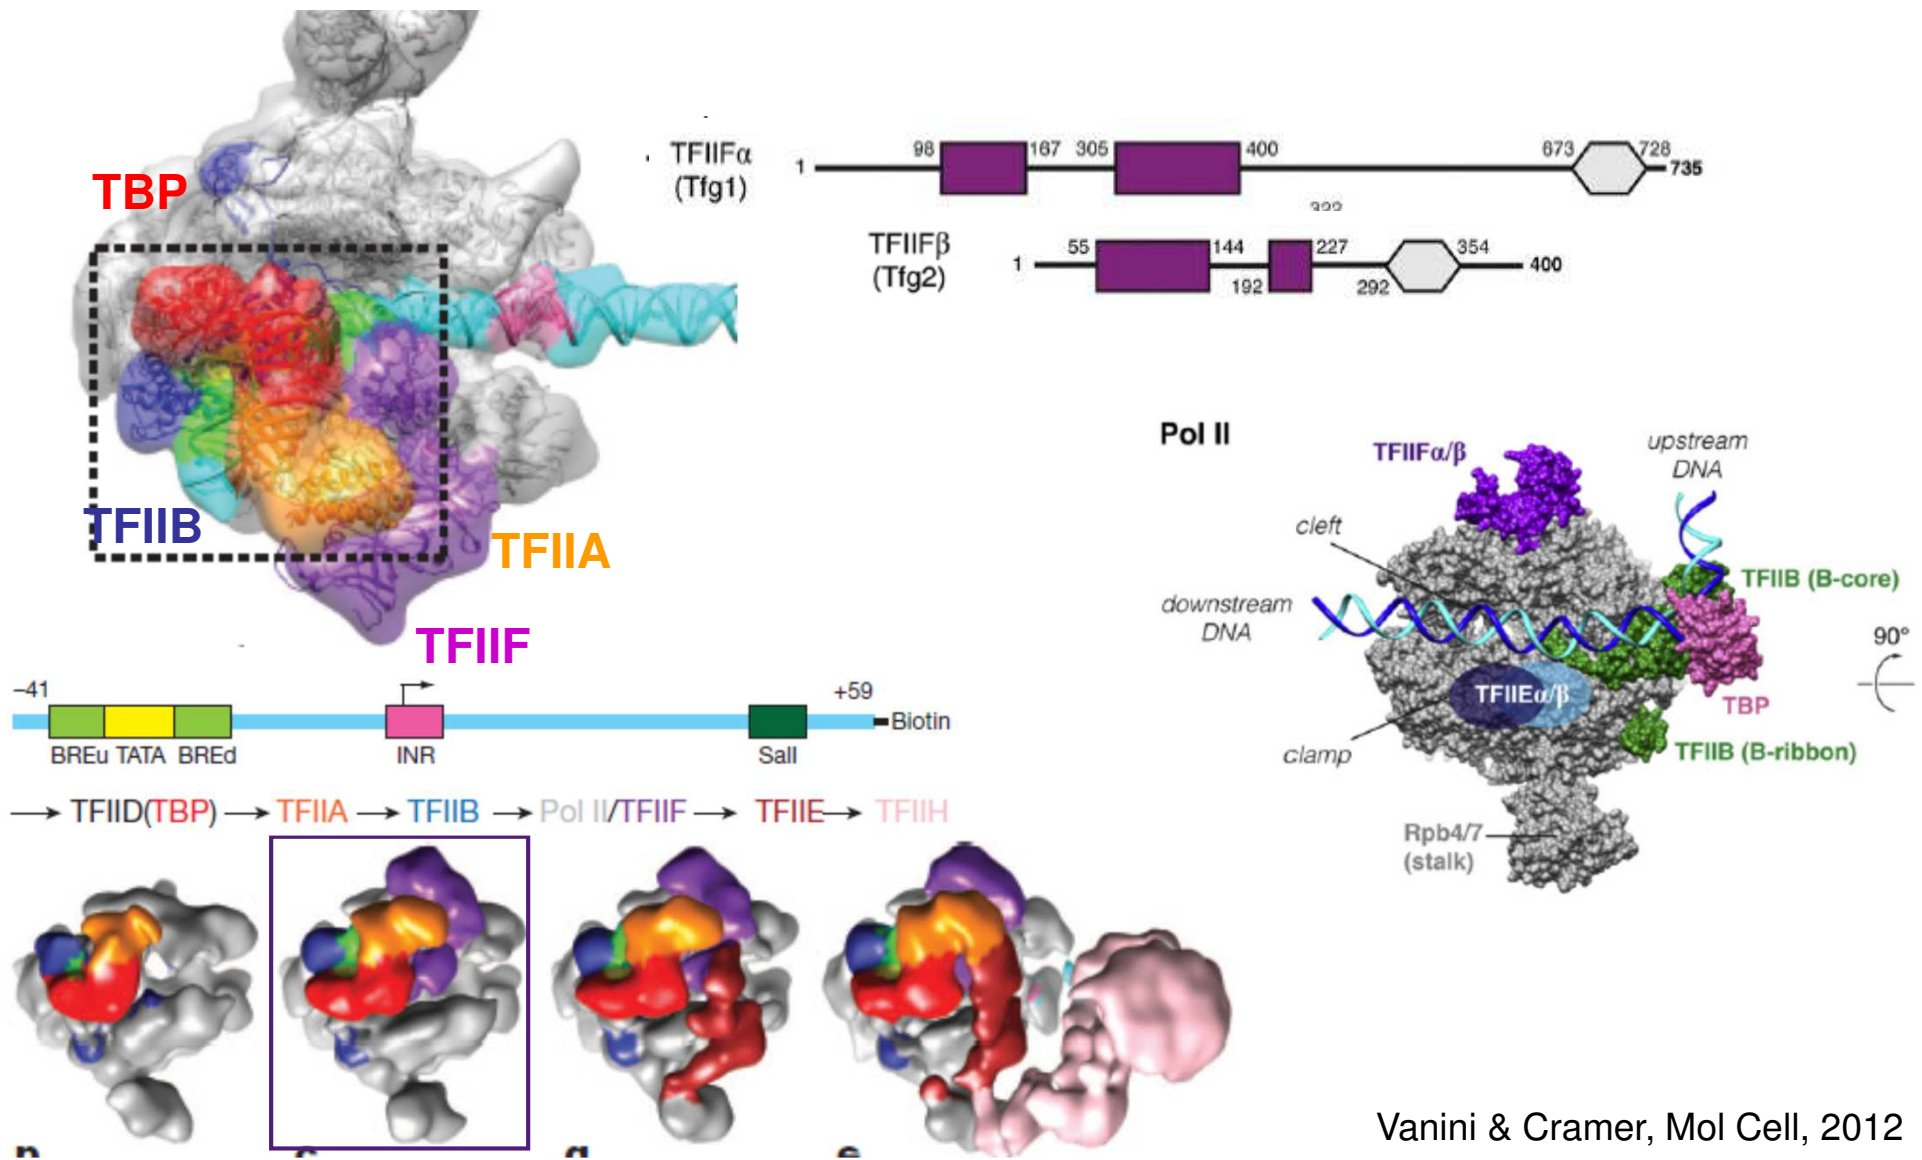 TBP
TFIIB
TFIIA
TFIIF
TFIIFα
(Tfg1)
1
98
167
305
400
673
728
735
TFIIFβ
(Tfg2)
1
55
144
192
227
292
354
400
Pol II
TFIIFα/β
upstream
DNA
cleft
TFIIB (B-core)
downstream
DNA
90°
TFIIEα/β
TBP
clamp
TFIIB (B-ribbon)
Rpb4/7
(stalk)
−41
+59
Biotin
BREu TATA BREd
INR
SalI
TFIID(TBP) → TFIIA → TFIIB → Pol II/TFIIF → TFIIE → TFIIH
Vanini & Cramer, Mol Cell, 2012